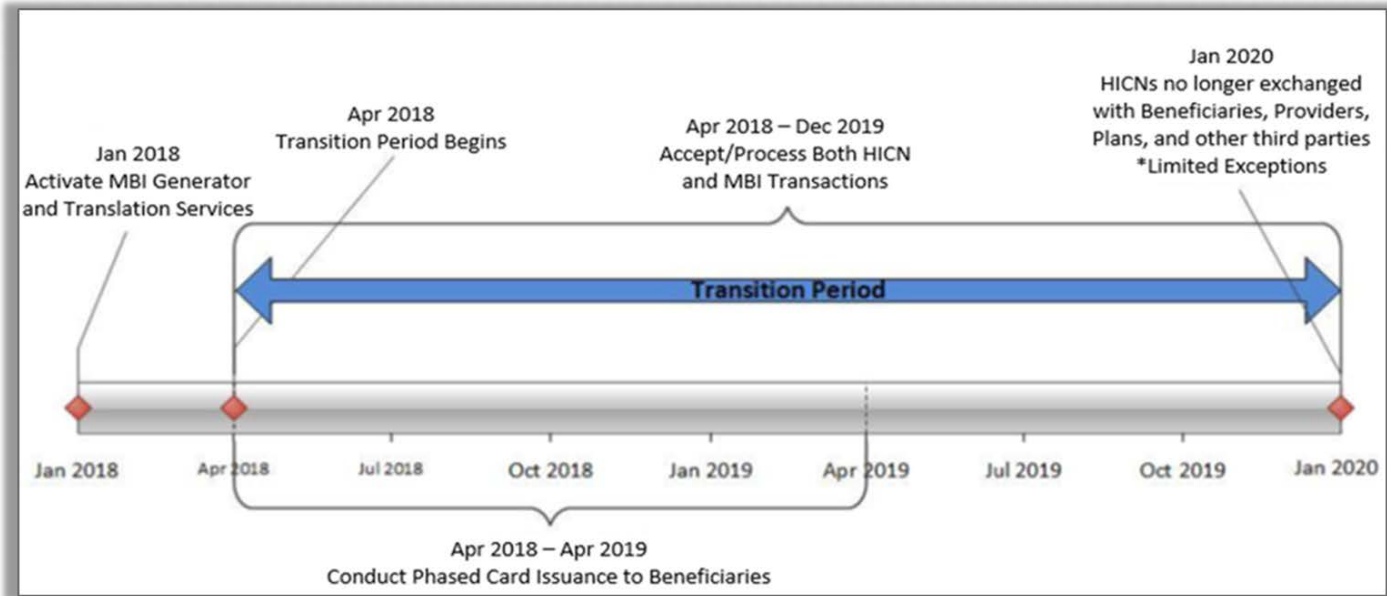 Jan 2018
Activate MBI Generator
and Translation Services
Apr 2018
Transition Period Begins
Apr 2018 – Dec 2019
Accept/Process Both HICN
and MBI Transactions
Jan 2020
HICNs no longer exchanged
with Beneficiaries, Providers,
Plans, and other third parties
*Limited Exceptions
Transition Period
Jan 2018 Apr 2018 Jul 2018 Oct 2018 Jan 2019 Apr 2019 Jul 2019 Oct 2019 Jan 2020
Apr 2018 – Apr 2019
Conduct Phased Card Issuance to Beneficiaries